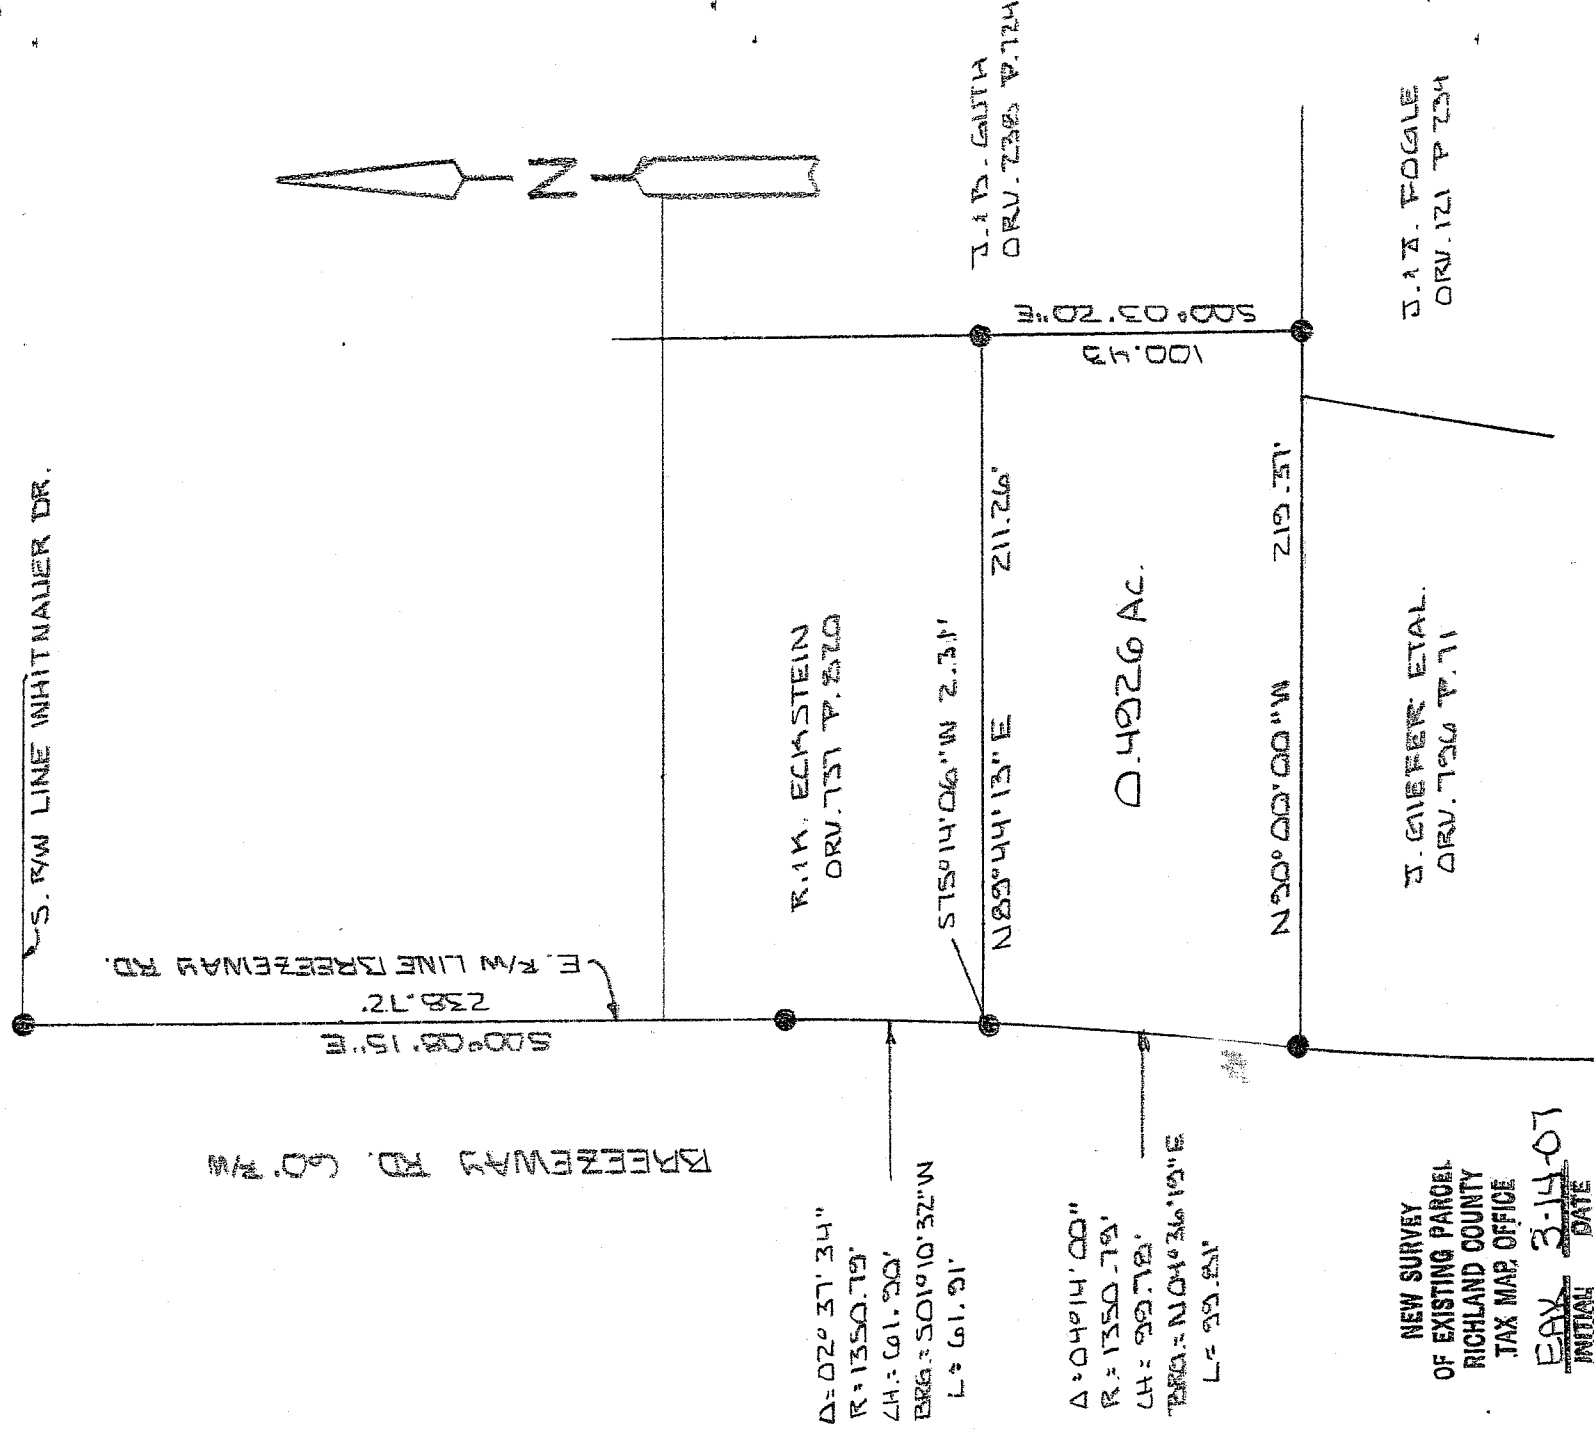 S. R/W LINE WHITNAUER DR.
N
E. R/W LINE BREEZEWAY RD.
238.72'
S00°08'15"E
BREEZEWAY RD. 60' R/W
R. & K. ECKSTEIN
ORV. 737 P. 820
J. & D. GUTH
ORV. 238 P. 724
S00°03'20"E
100.43
S75°14'06"W 2.31'
N89°44'13"E 211.26'
0.4926 AC.
N90°00'00"W 219.37'
J. GIEFER ETAL.
ORV. 796 P. 71
J. & J. FOGLE
ORV. 121 P 234
Δ=02°37'34"
R=1350.79'
CH.=61.90'
BRG.=S01°10'32"W
L=61.91'
Δ=04°14'00"
R.=1350.79'
CH=99.78'
BRG.=N04°36'19"E
L=99.81'
NEW SURVEY
OF EXISTING PARCEL
RICHLAND COUNTY
TAX MAP OFFICE
EAK 3-14-07
INITIAL DATE